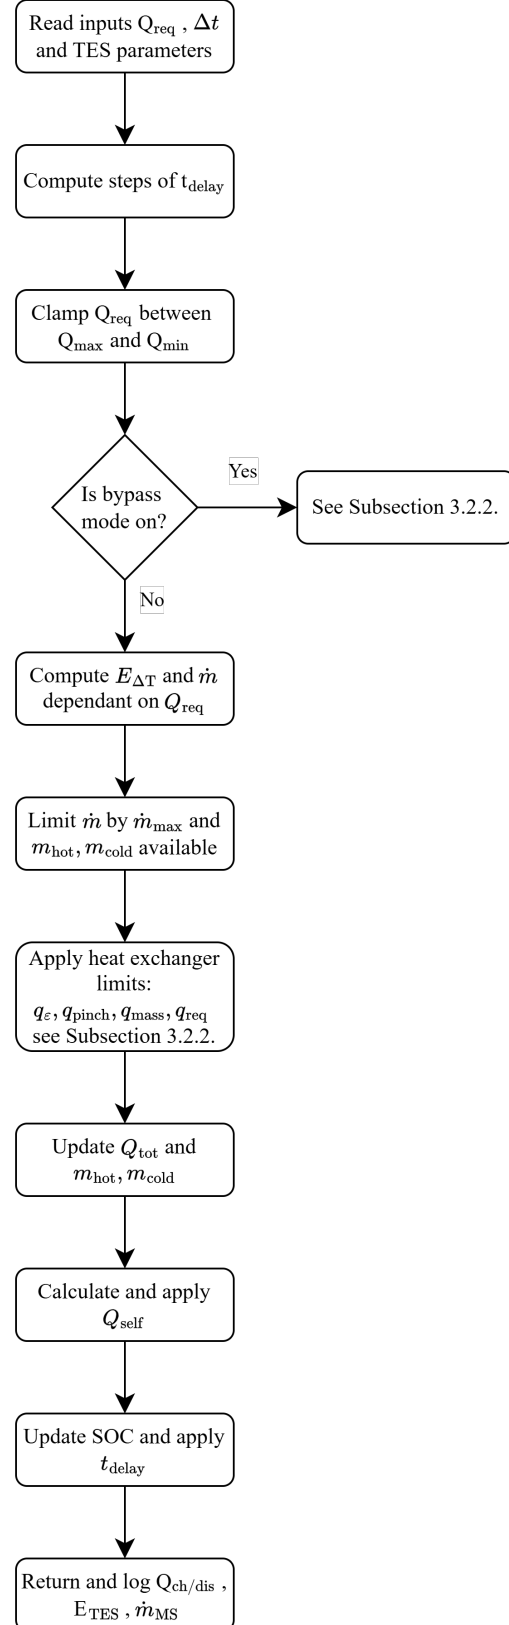 Read inputs Q_req , Δt
and TES parameters
Compute steps of t_delay
Clamp Q_req between
Q_max and Q_min
Is bypass
mode on?
Yes
See Subsection 3.2.2.
No
Compute E_ΔT and ṁ
dependant on Q_req
Limit ṁ by ṁ_max and
m_hot, m_cold available
Apply heat exchanger
limits:
q_ε, q_pinch, q_mass, q_req
see Subsection 3.2.2.
Update Q_tot and
m_hot, m_cold
Calculate and apply
Q_self
Update SOC and apply
t_delay
Return and log Q_ch/dis ,
E_TES , ṁ_MS